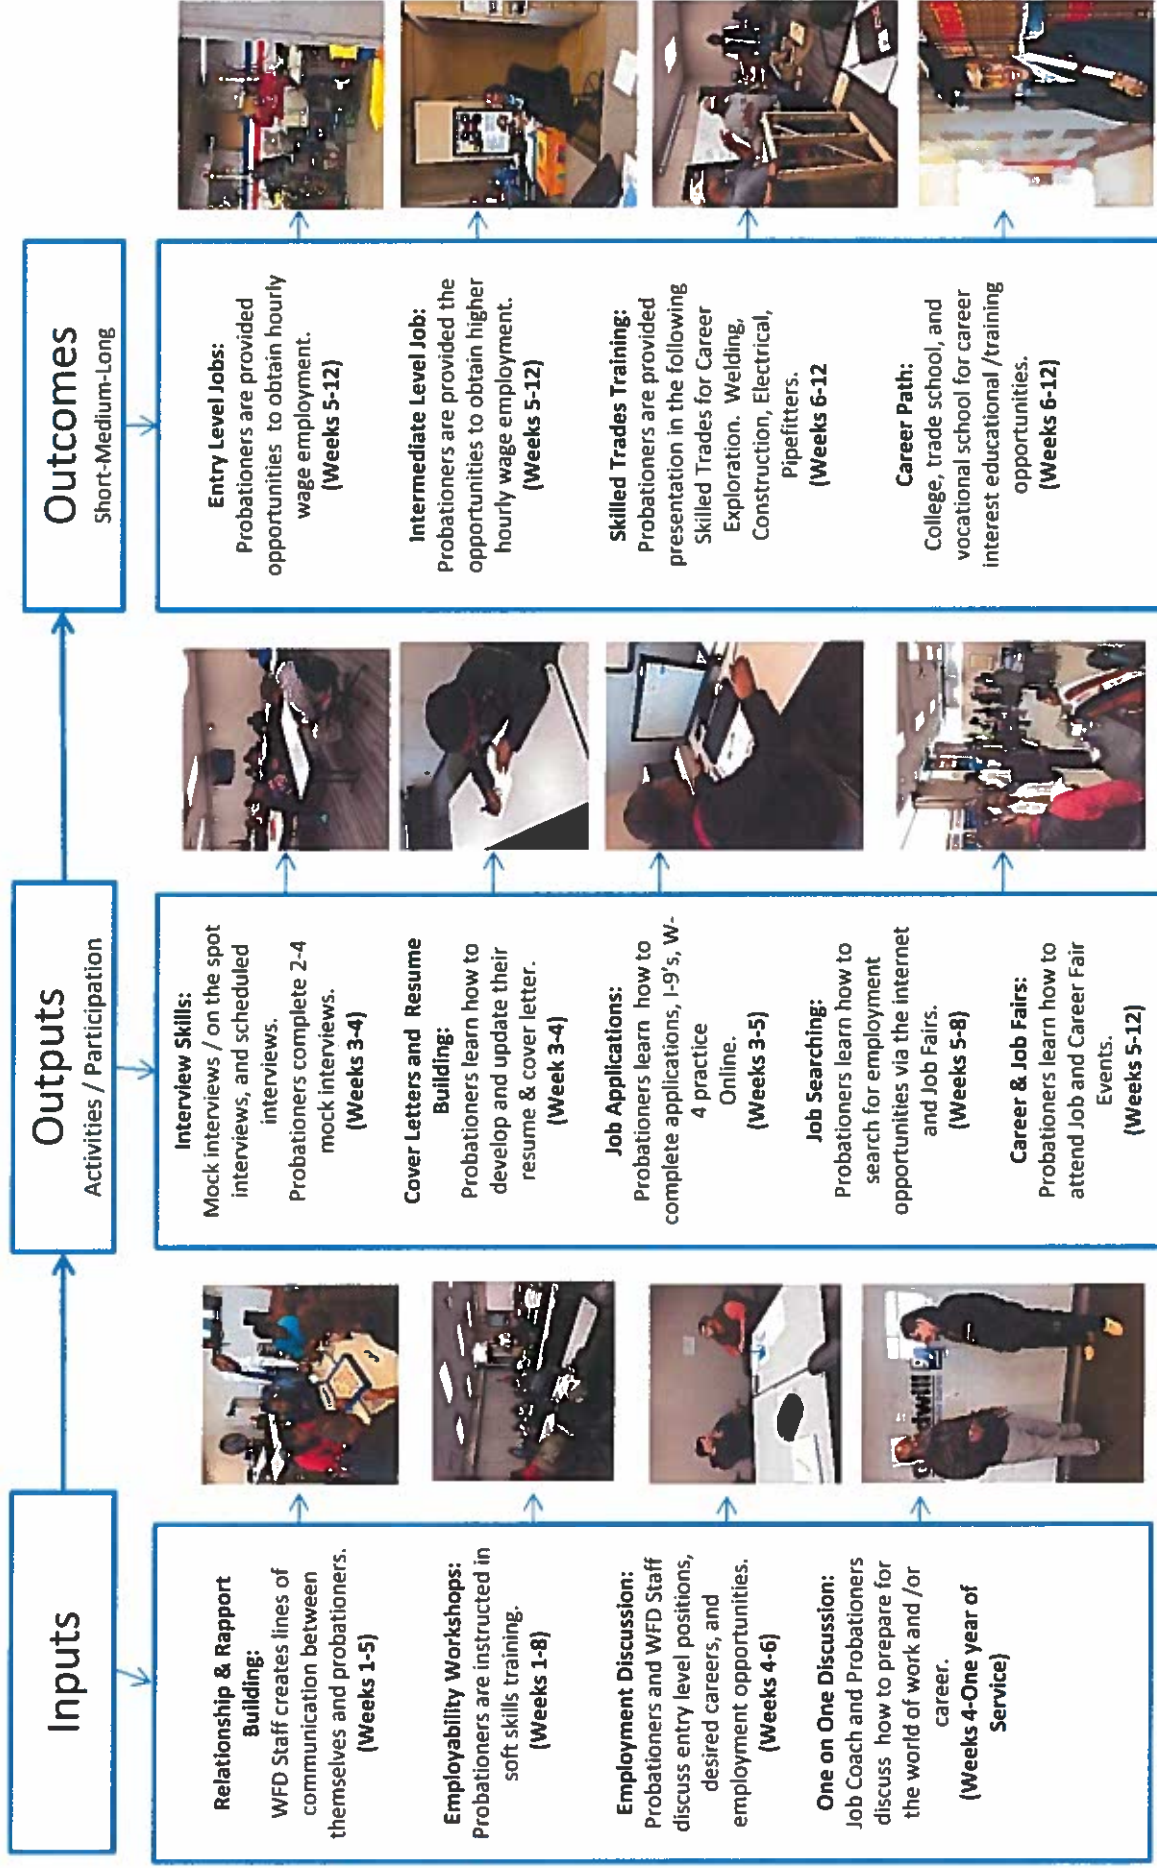 Inputs
Relationship & Rapport
Building:
WFD Staff creates lines of
communication between
themselves and probationers.
(Weeks 1-5)
Employability Workshops:
Probationers are instructed in
soft skills training.
(Weeks 1-8)
Employment Discussion:
Probationers and WFD Staff
discuss entry level positions,
desired careers, and
employment opportunities.
(Weeks 4-6)
One on One Discussion:
Job Coach and Probationers
discuss how to prepare for
the world of work and /or
career.
(Weeks 4-One year of
Service)
dwill
Outputs
Activities / Participation
Interview Skills:
Mock interviews / on the spot
interviews, and scheduled
interviews.
Probationers complete 2-4
mock interviews.
(Weeks 3-4)
Cover Letters and Resume
Building:
Probationers learn how to
develop and update their
resume & cover letter.
(Week 3-4)
Job Applications:
Probationers learn how to
complete applications, I-9's, W-
4 practice
Online.
(Weeks 3-5)
Job Searching:
Probationers learn how to
search for employment
opportunities via the internet
and Job Fairs.
(Weeks 5-8)
Career & Job Fairs:
Probationers learn how to
attend Job and Career Fair
Events.
(Weeks 5-12)
Outcomes
Short-Medium-Long
Entry Level Jobs:
Probationers are provided
opportunities to obtain hourly
wage employment.
(Weeks 5-12)
Intermediate Level Job:
Probationers are provided the
opportunities to obtain higher
hourly wage employment.
(Weeks 5-12)
Skilled Trades Training:
Probationers are provided
presentation in the following
Skilled Trades for Career
Exploration. Welding,
Construction, Electrical,
Pipefitters.
(Weeks 6-12
Career Path:
College, trade school, and
vocational school for career
interest educational /training
opportunities.
(Weeks 6-12)